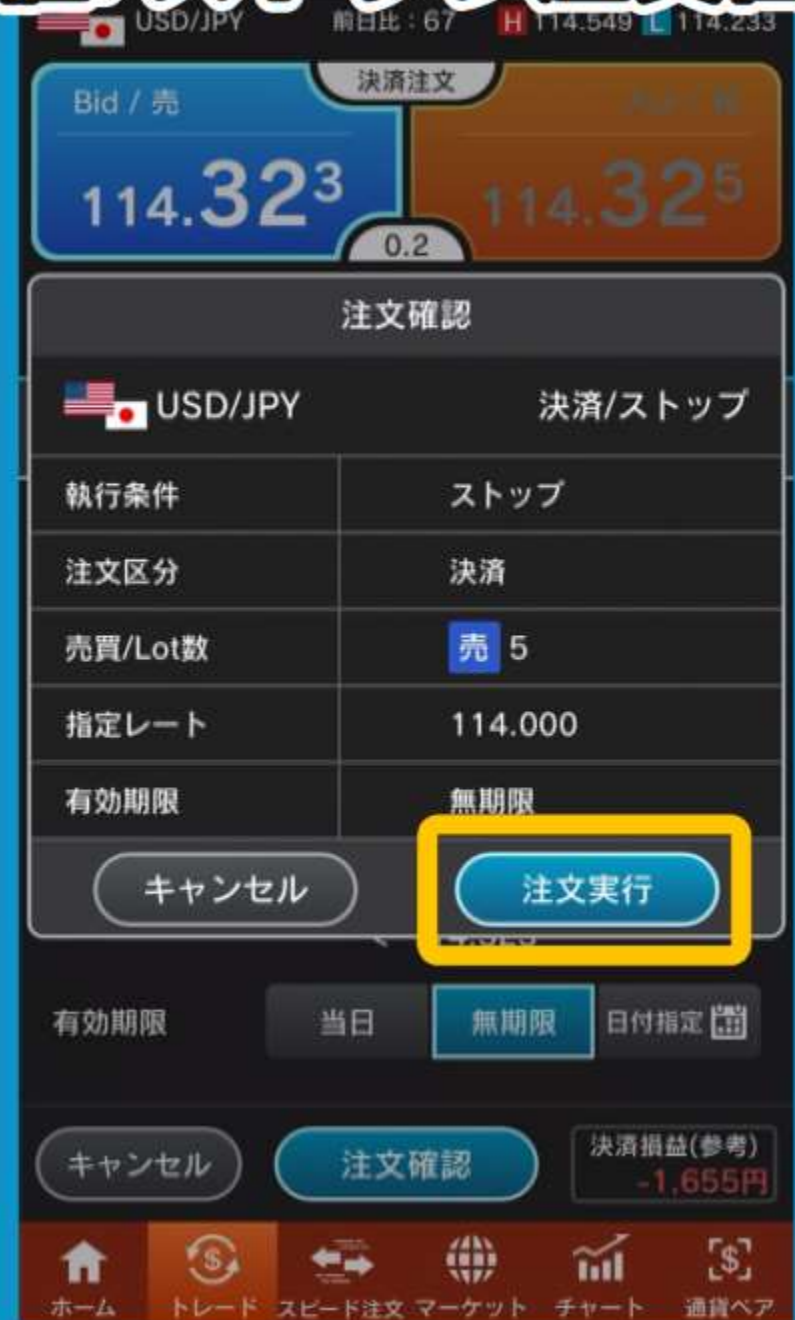 USD/JPY 前日比：67 H 114.549 L 114.233
決済注文
Bid / 売
114.323 114.325
0.2
注文確認
USD/JPY 決済/ストップ
執行条件 ストップ
注文区分 決済
売買/Lot数 売 5
指定レート 114.000
有効期限 無期限
キャンセル 注文実行
有効期限 当日 無期限 日付指定
キャンセル 注文確認 決済損益(参考)
-1,655円
ホーム トレード スピード注文 マーケット チャート 通貨ペア